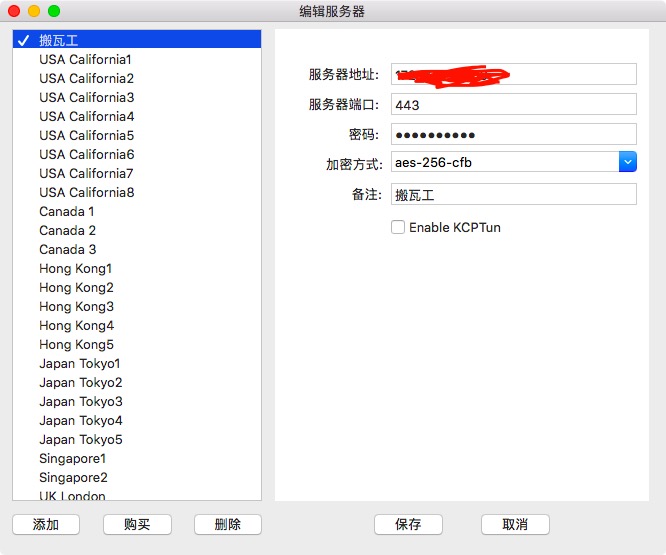 编辑服务器
搬瓦工
USA California1
USA California2
USA California3
USA California4
USA California5
USA California6
USA California7
USA California8
Canada 1
Canada 2
Canada 3
Hong Kong1
Hong Kong2
Hong Kong3
Hong Kong4
Hong Kong5
Japan Tokyo1
Japan Tokyo2
Japan Tokyo3
Japan Tokyo4
Japan Tokyo5
Singapore1
Singapore2
UK London
添加 购买 删除
服务器地址:
服务器端口: 443
密码: ●●●●●●●●●●
加密方式: aes-256-cfb
备注: 搬瓦工
Enable KCPTun
保存 取消